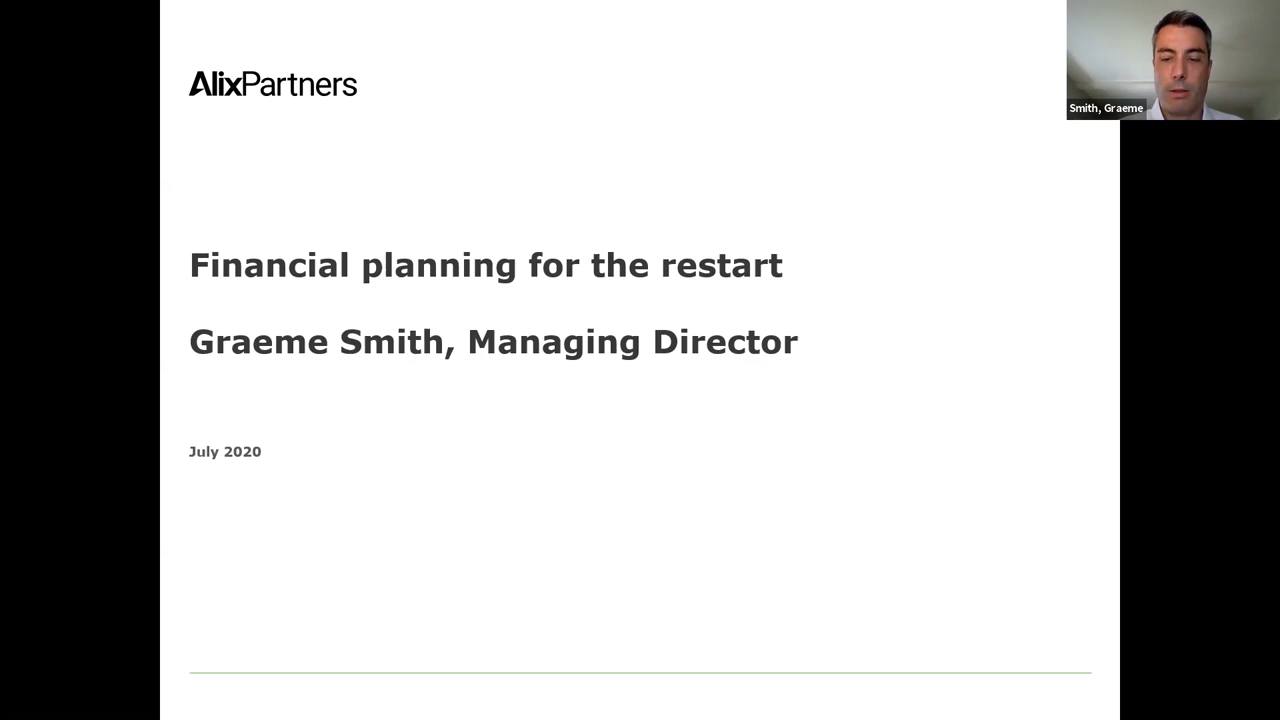 AlixPartners
Smith, Graeme
Financial planning for the restart
Graeme Smith, Managing Director
July 2020